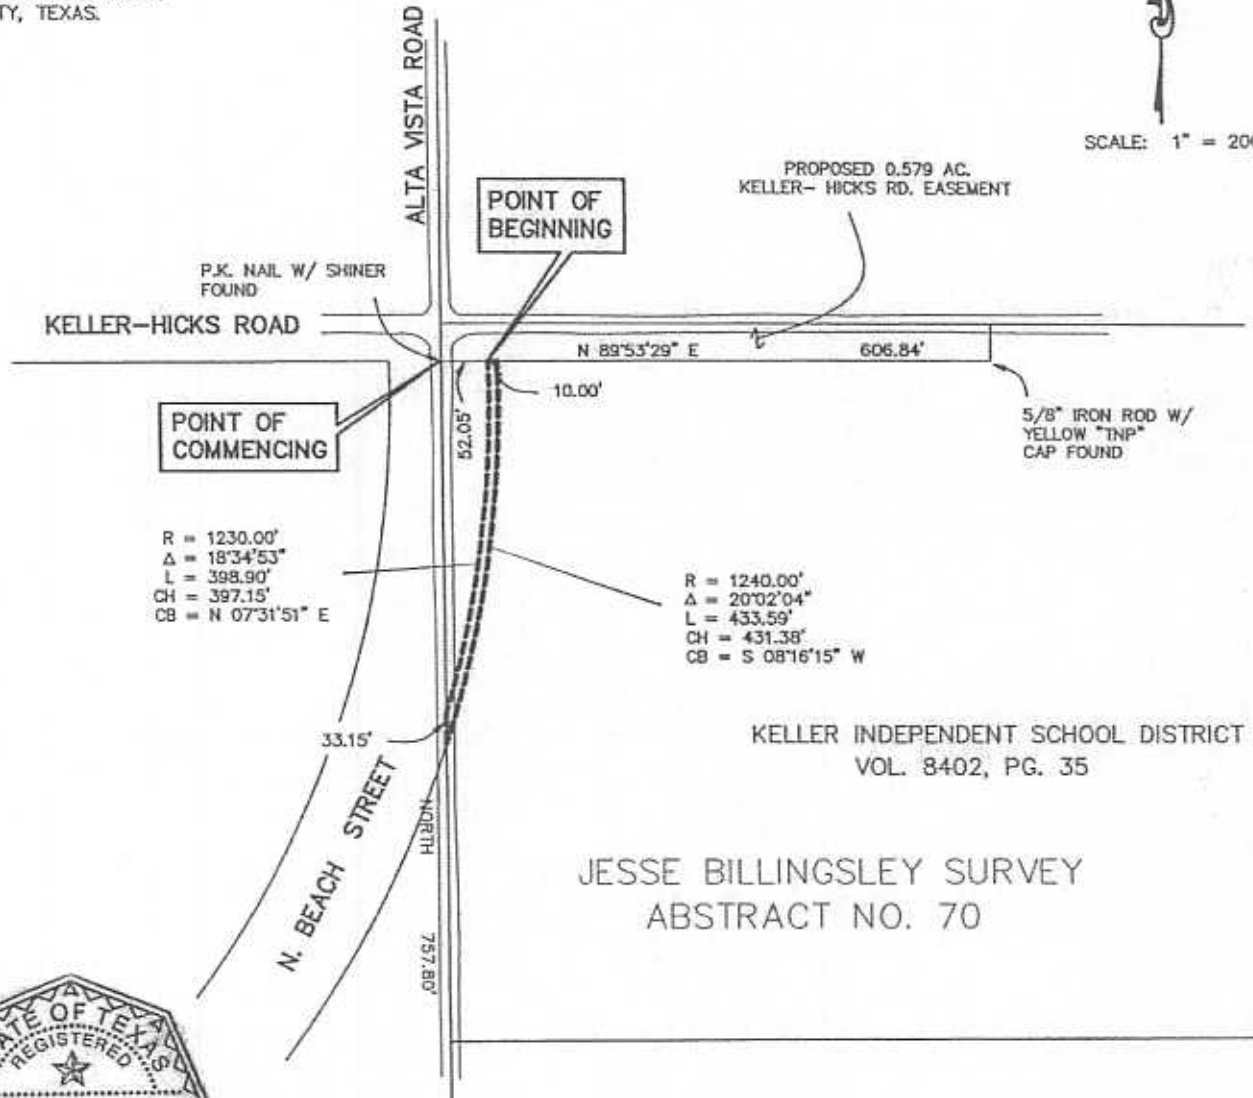 TY, TEXAS.
ALTA VISTA ROAD
SCALE: 1" = 200
PROPOSED 0.579 AC.
KELLER- HICKS RD. EASEMENT
POINT OF
BEGINNING
P.K. NAIL W/ SHINER
FOUND
KELLER-HICKS ROAD
N 89°53'29" E
606.84'
10.00'
52.05'
POINT OF
COMMENCING
5/8" IRON ROD W/
YELLOW "TNP"
CAP FOUND
R = 1230.00'
Δ = 18°34'53"
L = 398.90'
CH = 397.15'
CB = N 07°31'51" E
R = 1240.00'
Δ = 20°02'04"
L = 433.59'
CH = 431.38'
CB = S 08°16'15" W
33.15'
KELLER INDEPENDENT SCHOOL DISTRICT
VOL. 8402, PG. 35
N. BEACH STREET
NORTH
757.80'
JESSE BILLINGSLEY SURVEY
ABSTRACT NO. 70
ATE OF TEXAS
REGISTERED